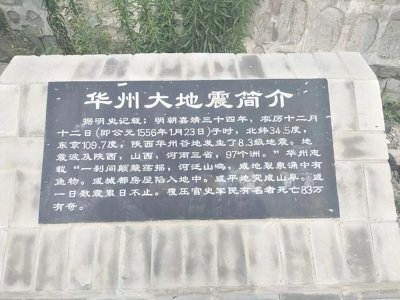 华州大地震简介
据明史记载：明朝嘉靖三十四年，农历十二月
十二日（即公元1556年1月23日）子时，北纬34.5度，
东京109.7度，陕西华州谷地发生了8.3级地震。地
震波及陕西，山西，河南三省，97个洲。”华州志
载“一刹间颠簸荡摇，河泛山鸣，或地裂泉涌中有
鱼物。或城郭房屋陷入地中。或平地突成山阜。或
一日数震累日不止。覆压官史军民有名者死亡83万
有奇。